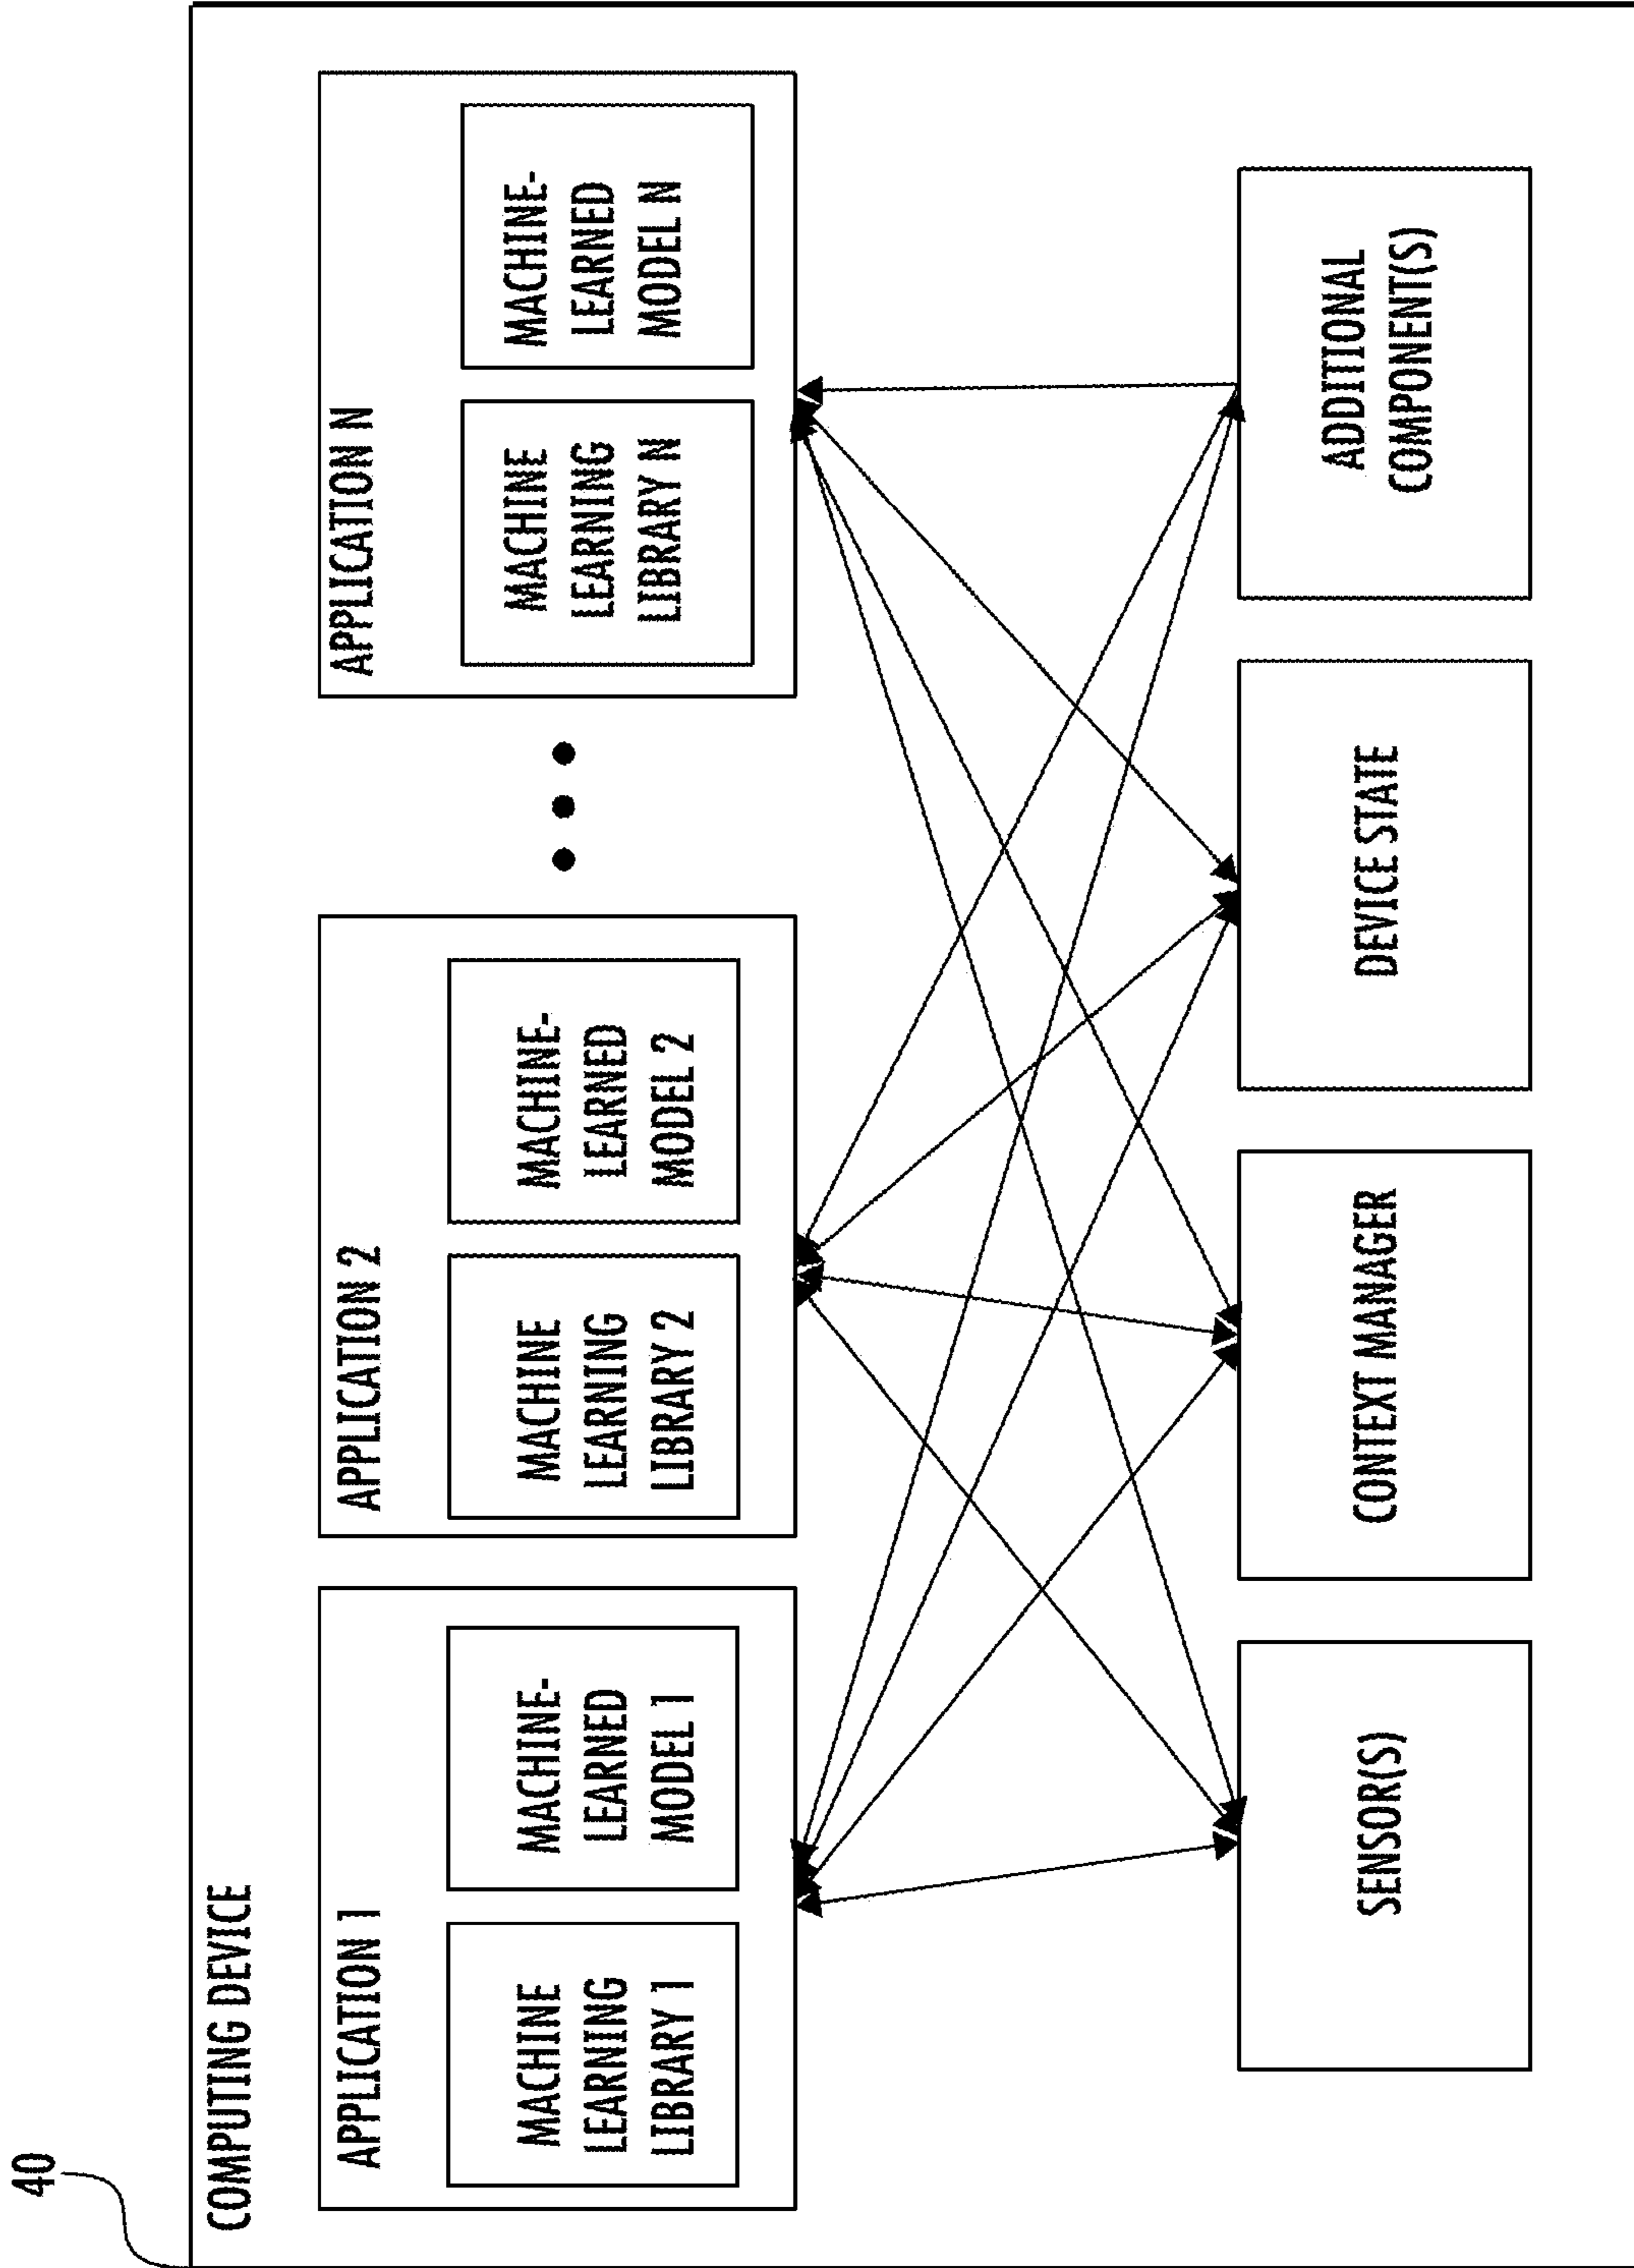 40
COMPUTING DEVICE
APPLICATION 1
MACHINE
LEARNING
LIBRARY 1
MACHINE-
LEARNED
MODEL 1
APPLICATION 2
MACHINE
LEARNING
LIBRARY 2
MACHINE-
LEARNED
MODEL 2
APPLICATION N
MACHINE
LEARNING
LIBRARY N
MACHINE-
LEARNED
MODEL N
SENSOR(S)
CONTEXT MANAGER
DEVICE STATE
ADDITIONAL
COMPONENT(S)